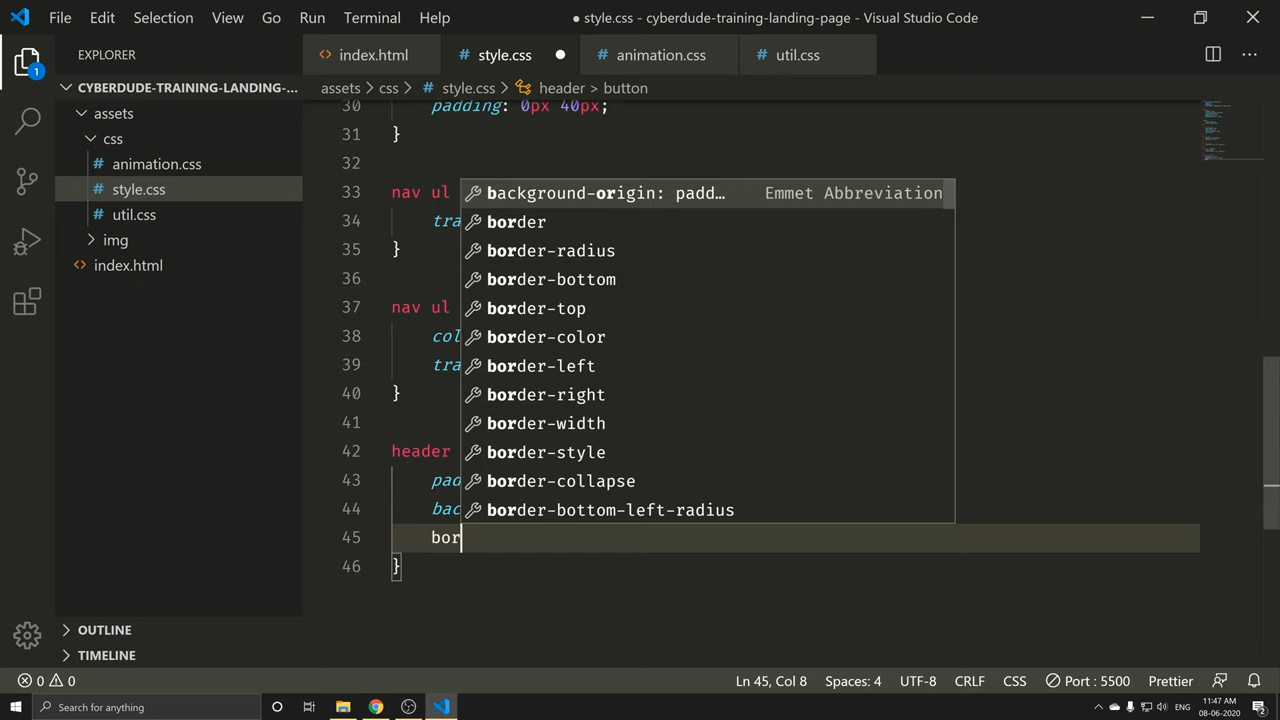 File Edit Selection View Go Run Terminal Help
● style.css - cyberdude-training-landing-page - Visual Studio Code
EXPLORER
index.html
# style.css
# animation.css
# util.css
1
CYBERDUDE-TRAINING-LANDING-...
assets > css > # style.css > header > button
assets
css
# animation.css
# style.css
# util.css
img
<> index.html
30 padding: 0px 40px;
31 }
32
33 nav ul
34 tra
35 }
36
37 nav ul
38 col
39 tra
40 }
41
42 header
43 pad
44 bac
45 bor
46 }
background-origin: padd... Emmet Abbreviation
border
border-radius
border-bottom
border-top
border-color
border-left
border-right
border-width
border-style
border-collapse
border-bottom-left-radius
OUTLINE
TIMELINE
0 0
Ln 45, Col 8 Spaces: 4 UTF-8 CRLF CSS Port : 5500 Prettier
Search for anything
ENG
11:47 AM
08-06-2020
2